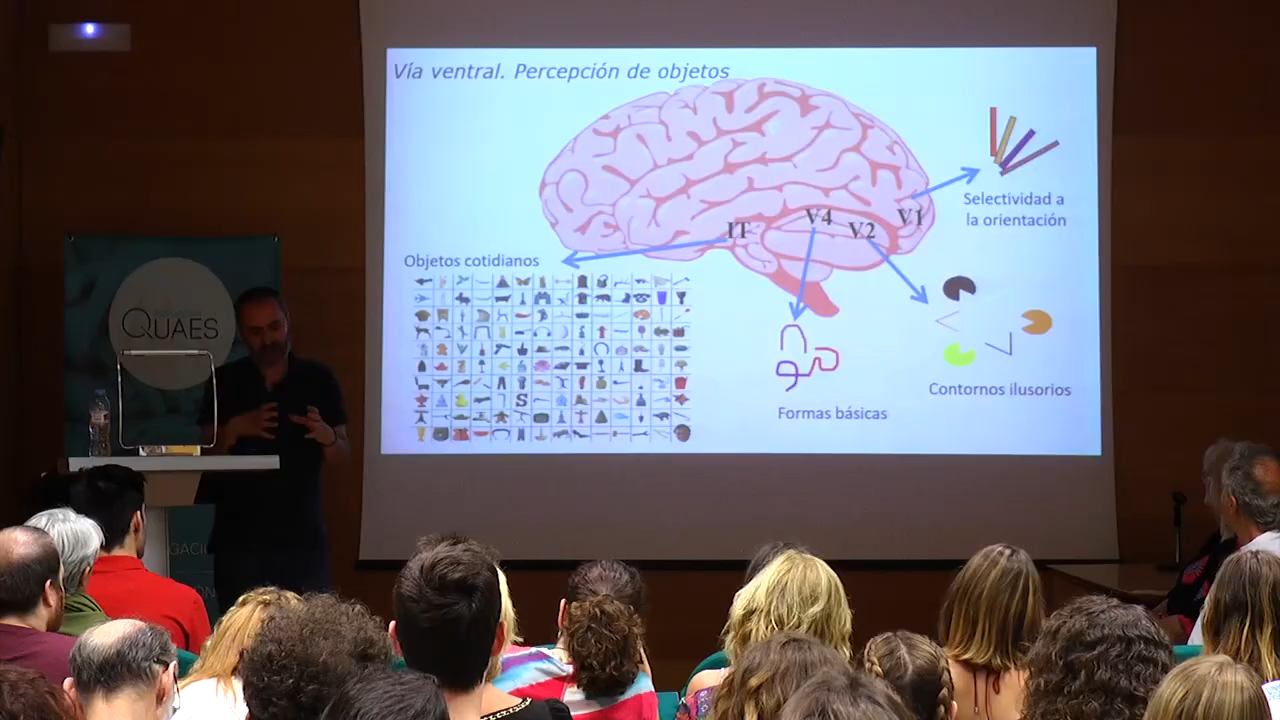 Vía ventral. Percepción de objetos
Selectividad a
la orientación
V4
V1
IT
V2
Objetos cotidianos
Contornos ilusorios
Formas básicas
QUAES
GACIÓ